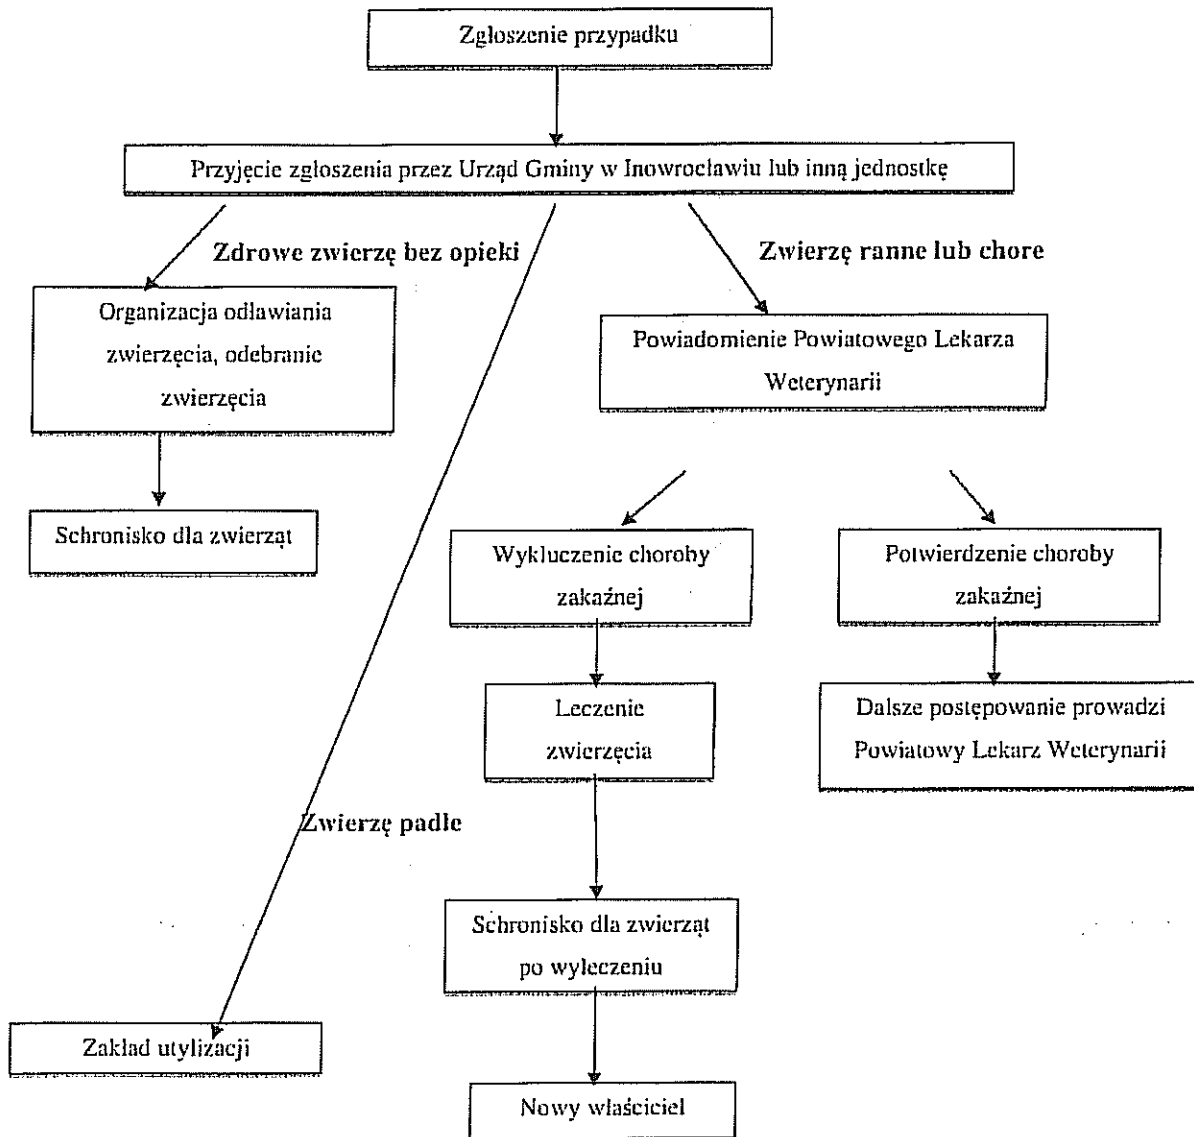 Zgłoszenie przypadku
Przyjęcie zgłoszenia przez Urząd Gminy w Inowrocławiu lub inną jednostkę
Zdrowe zwierzę bez opieki
Zwierzę ranne lub chore
Organizacja odławiania
zwierzęcia, odebranie
zwierzęcia
Powiadomienie Powiatowego Lekarza
Weterynarii
Schronisko dla zwierząt
Wykluczenie choroby
zakaźnej
Potwierdzenie choroby
zakaźnej
Leczenie
zwierzęcia
Dalsze postępowanie prowadzi
Powiatowy Lekarz Weterynarii
Zwierzę padłe
Schronisko dla zwierząt
po wyleczeniu
Zakład utylizacji
Nowy właściciel